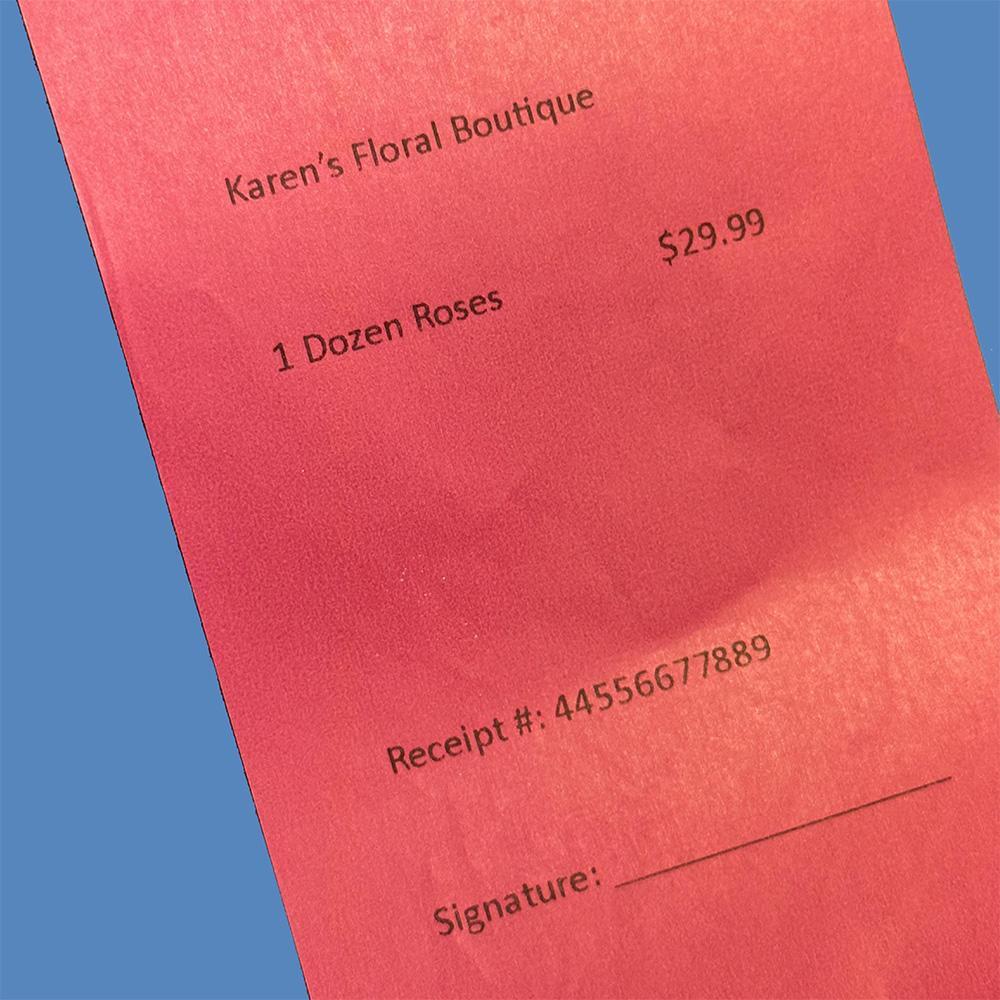 Karen's Floral Boutique
1 Dozen Roses $29.99
Receipt #: 44556677889
Signature: